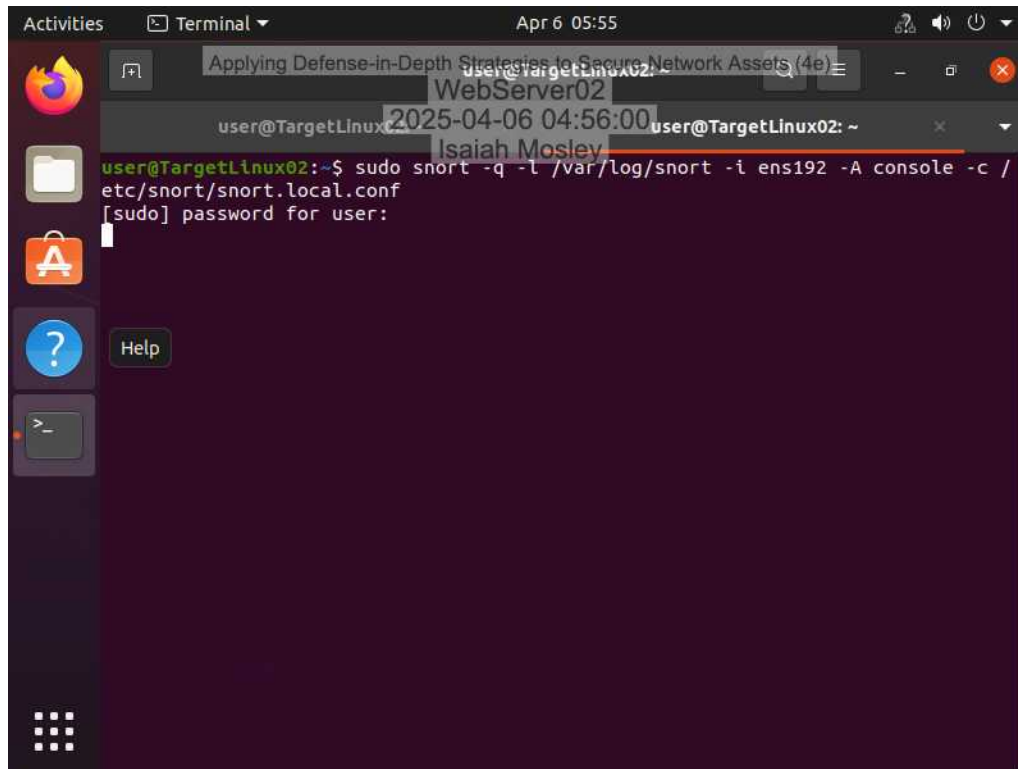 Activities Terminal Apr 6 05:55
Applying Defense-in-Depth Strategies to Secure Network Assets (4e)
user@TargetLinux02: ~
WebServer02
2025-04-06 04:56:00
Isaiah Mosley
user@TargetLinux02: ~
user@TargetLinux02:~$ sudo snort -q -l /var/log/snort -i ens192 -A console -c /
etc/snort/snort.local.conf
[sudo] password for user:
Help